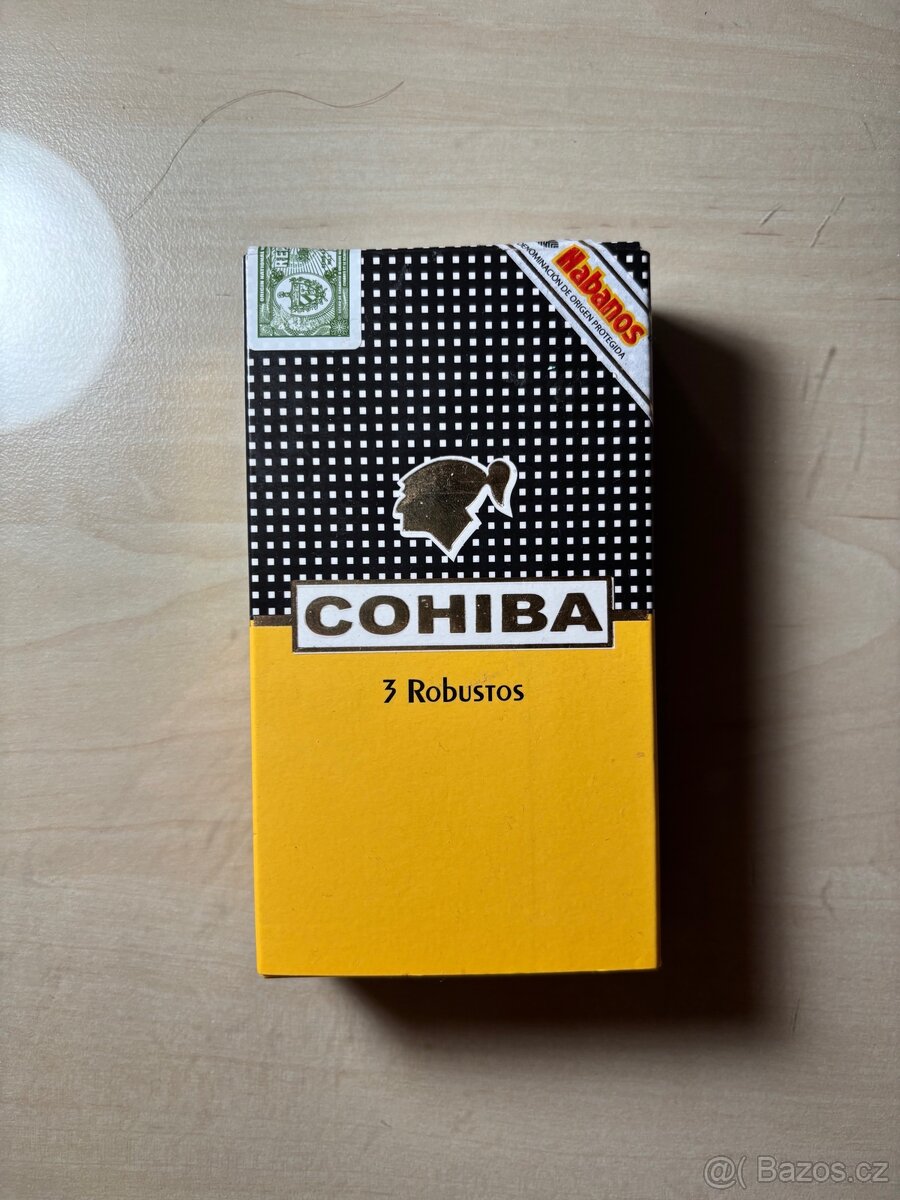 Habanos
DENOMINACIÓN DE ORIGEN PROTEGIDA
COHIBA
3 Robustos
@( Bazos.cz